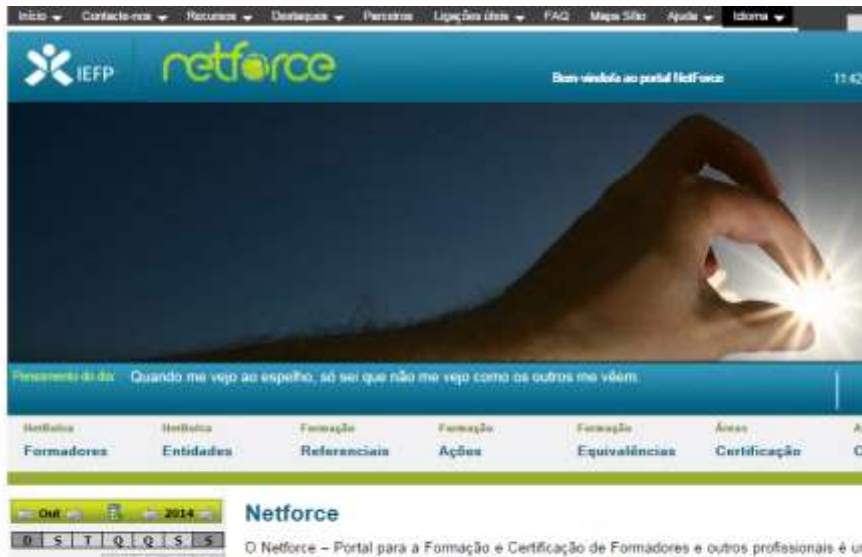 Início Contacte-nos Recursos Destaques Parceiros Ligações úteis FAQ Mapa Sítio Ajuda Idioma
IEFP netforce
Bem-vindo/a ao portal NetForce 11:42
Pensamento do dia: Quando me vejo ao espelho, só sei que não me vejo como os outros me vêem.
NetBolsa NetBolsa Formação Formação Formação Áreas
Formadores Entidades Referenciais Ações Equivalências Certificação
Out 2014
D S T Q Q S S
Netforce
O Netforce – Portal para a Formação e Certificação de Formadores e outros profissionais é